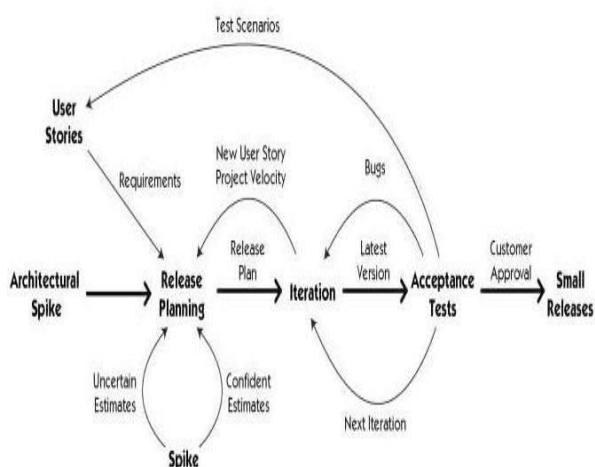 Test Scenarios
User
Stories
New User Story
Project Velocity
Bugs
Requirements
Release
Plan
Latest
Version
Customer
Approval
Architectural
Spike
Release
Planning
Iteration
Acceptance
Tests
Small
Releases
Uncertain
Estimates
Confident
Estimates
Next Iteration
Spike